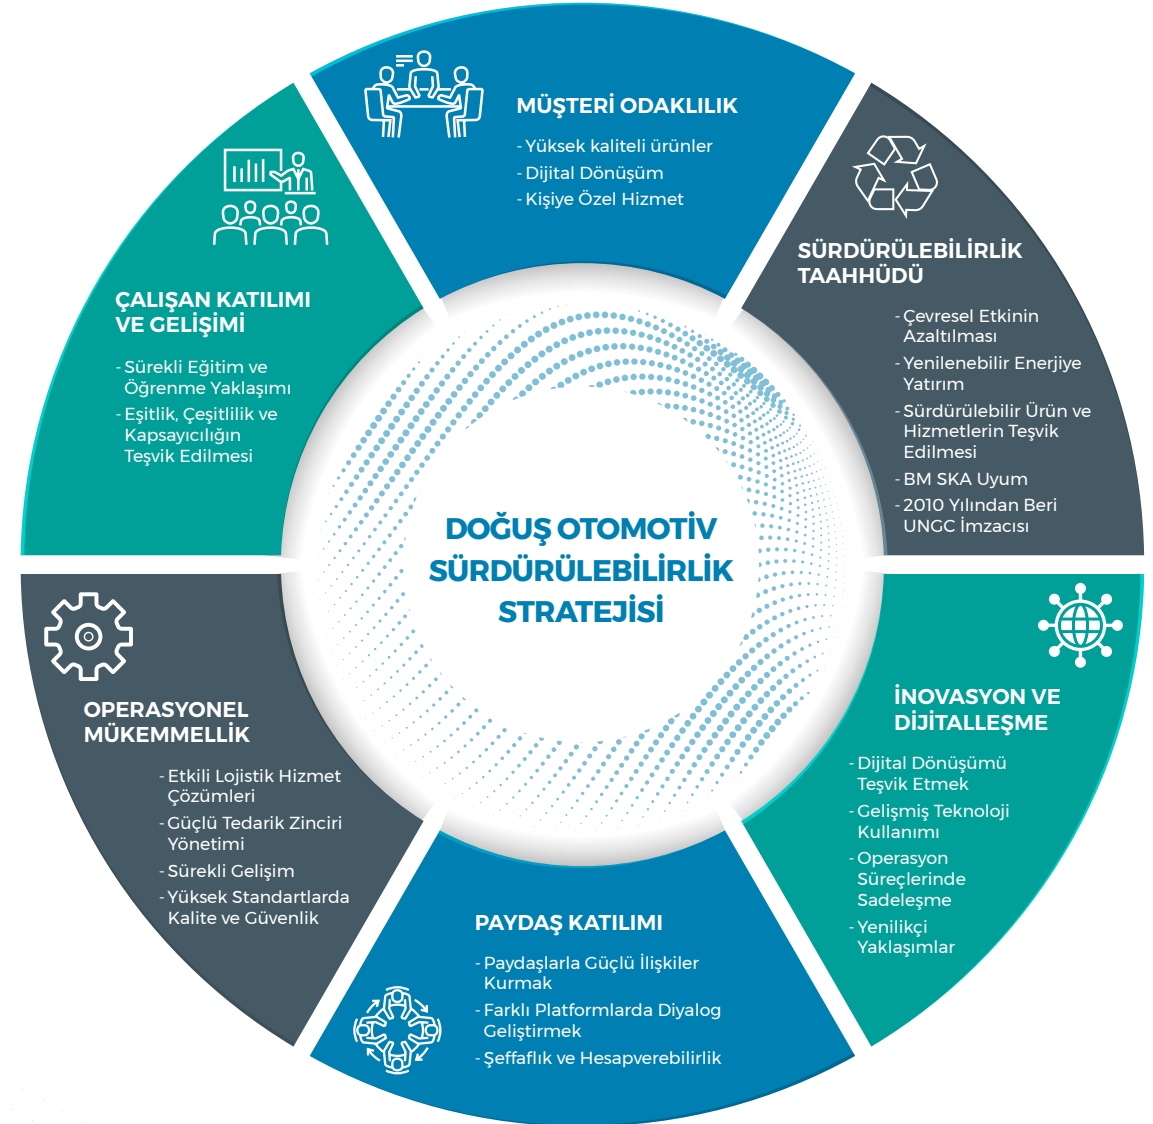 MÜŞTERİ ODAKLILIK
- Yüksek kaliteli ürünler
- Dijital Dönüşüm
- Kişiye Özel Hizmet
SÜRDÜRÜLEBİLİRLİK
TAAHHÜDÜ
- Çevresel Etkinin
Azaltılması
- Yenilenebilir Enerjiye
Yatırım
- Sürdürülebilir Ürün ve
Hizmetlerin Teşvik
Edilmesi
- BM SKA Uyum
- 2010 Yılından Beri
UNGC İmzacısı
İNOVASYON VE
DİJİTALLEŞME
- Dijital Dönüşümü
Teşvik Etmek
- Gelişmiş Teknoloji
Kullanımı
- Operasyon
Süreçlerinde
Sadeleşme
- Yenilikçi
Yaklaşımlar
PAYDAŞ KATILIMI
- Paydaşlarla Güçlü İlişkiler
Kurmak
- Farklı Platformlarda Diyalog
Geliştirmek
- Şeffaflık ve Hesapverebilirlik
OPERASYONEL
MÜKEMMELLİK
- Etkili Lojistik Hizmet
Çözümleri
- Güçlü Tedarik Zinciri
Yönetimi
- Sürekli Gelişim
- Yüksek Standartlarda
Kalite ve Güvenlik
ÇALIŞAN KATILIMI
VE GELİŞİMİ
- Sürekli Eğitim ve
Öğrenme Yaklaşımı
- Eşitlik, Çeşitlilik ve
Kapsayıcılığın
Teşvik Edilmesi
DOĞUŞ OTOMOTİV
SÜRDÜRÜLEBİLİRLİK
STRATEJİSİ